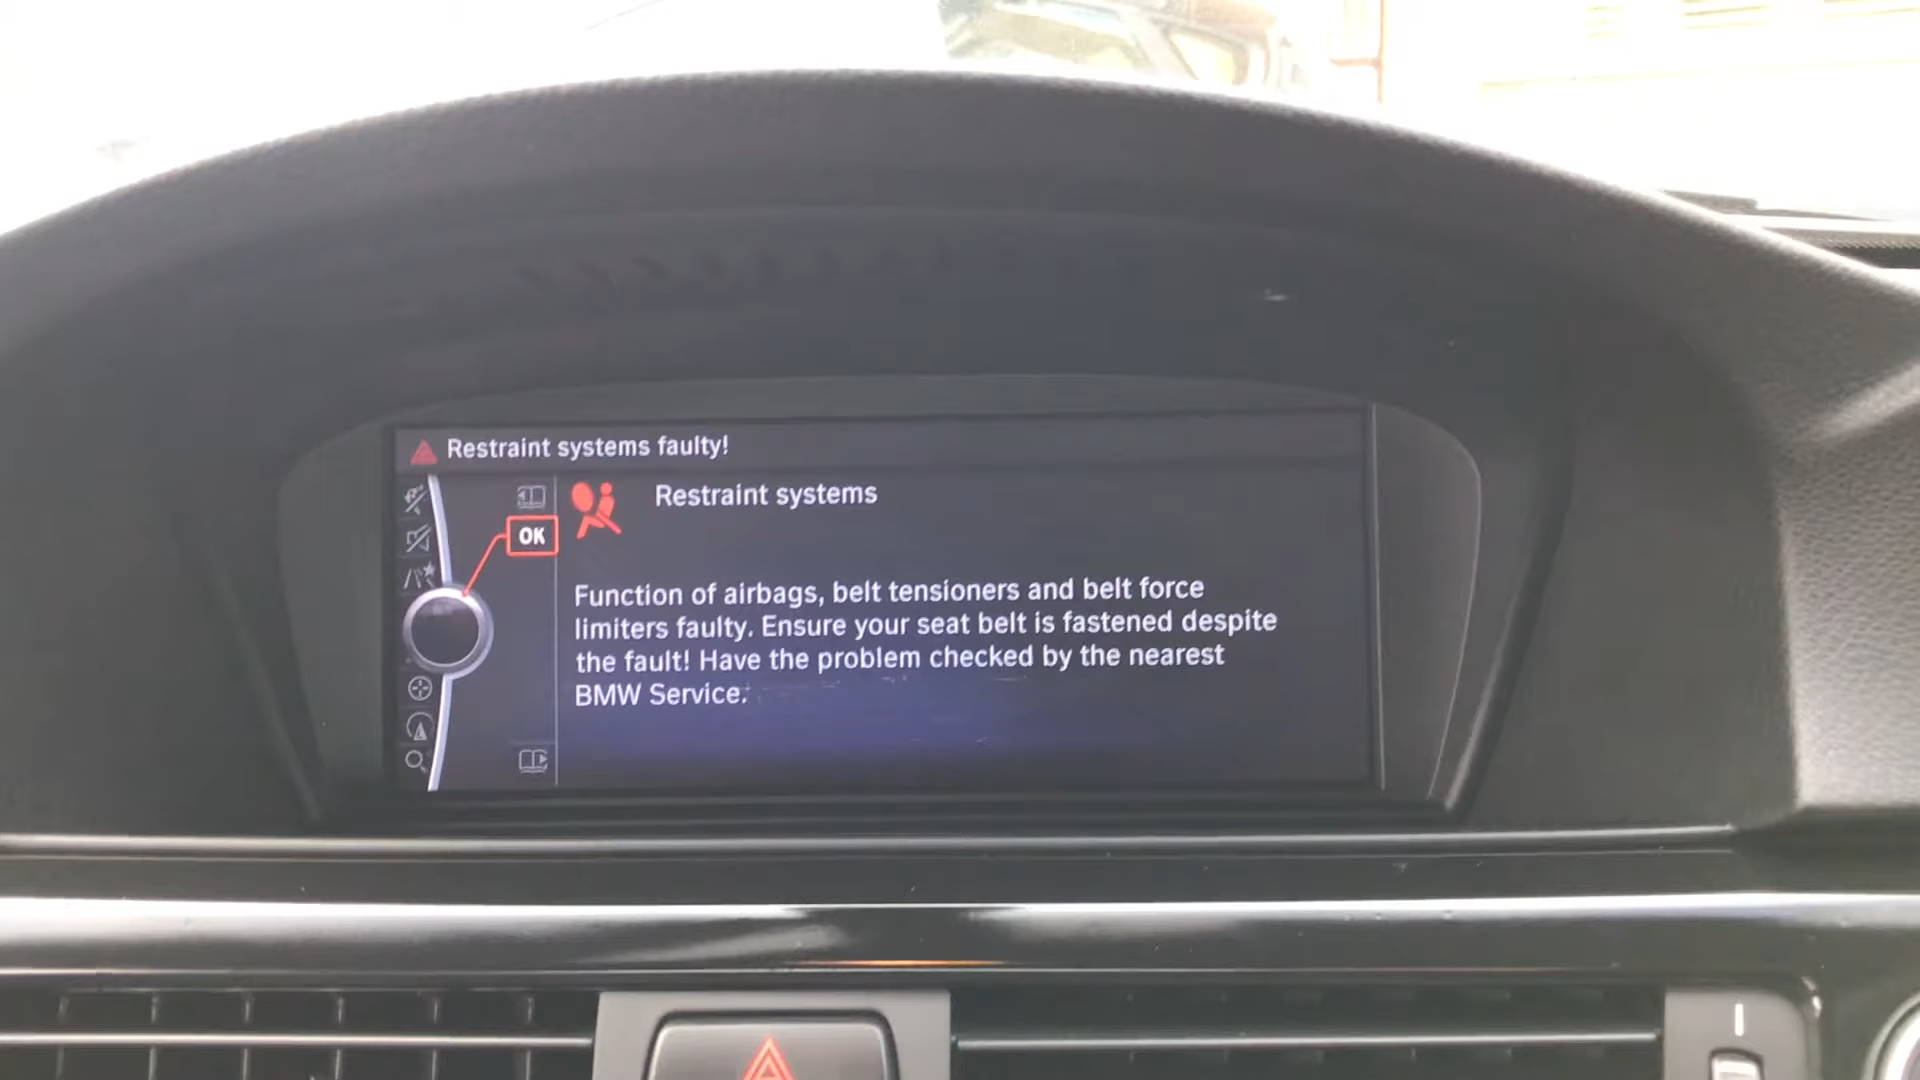 Restraint systems faulty!
Restraint systems
OK
Function of airbags, belt tensioners and belt force
limiters faulty. Ensure your seat belt is fastened despite
the fault! Have the problem checked by the nearest
BMW Service.